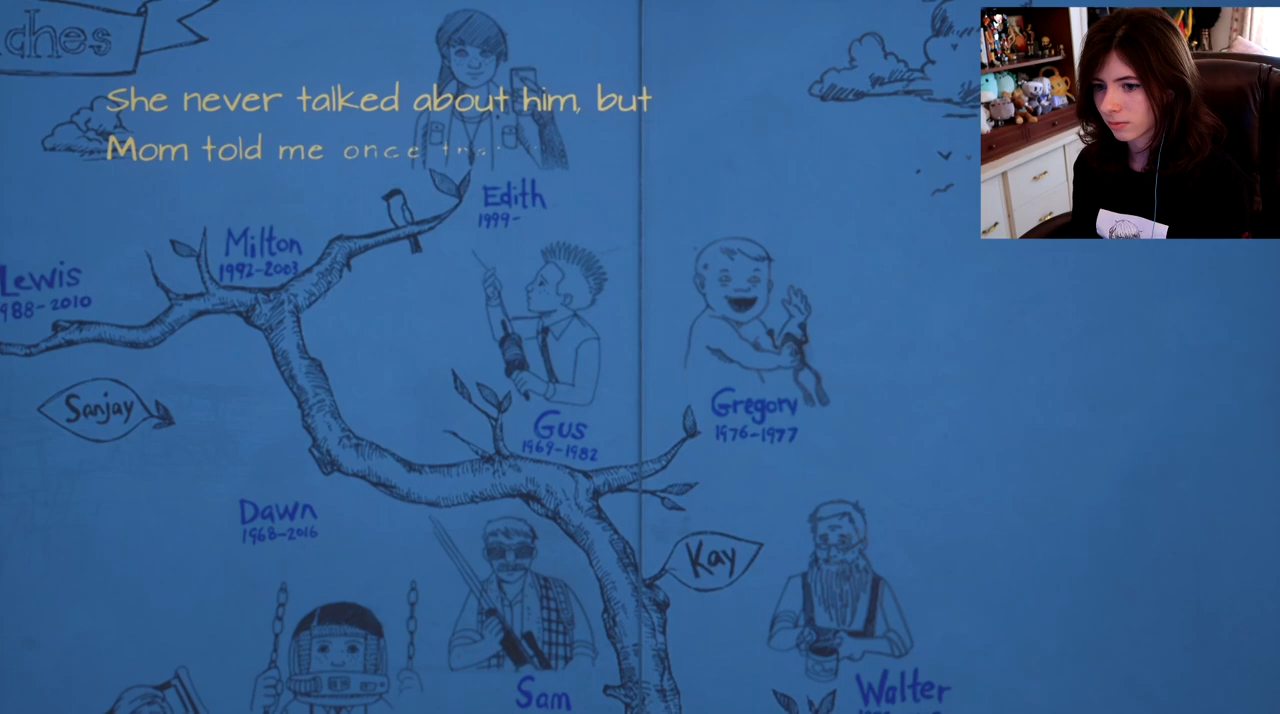 ches
She never talked about him, but
Mom told me once
Edith
1999-
Milton
1992-2003
Lewis
988-2010
Sanjay
Gus
1969-1982
Gregory
1976-1977
Dawn
1968-2016
Kay
Sam
Walter